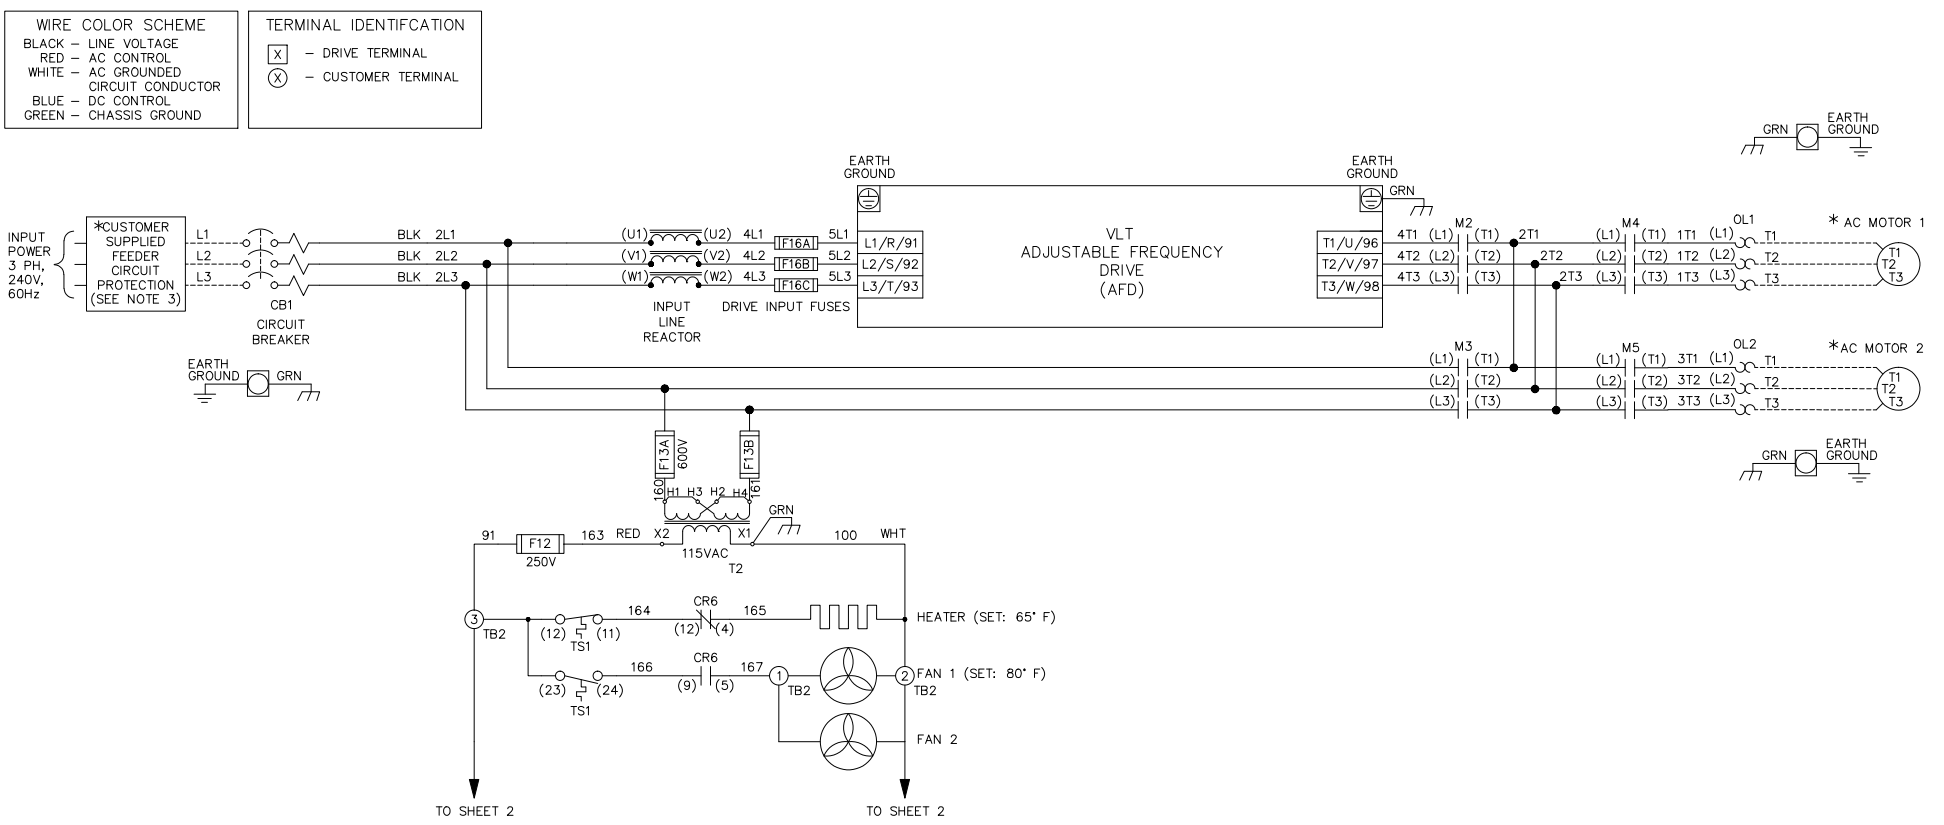 WIRE COLOR SCHEME
BLACK – LINE VOLTAGE
RED – AC CONTROL
WHITE – AC GROUNDED
CIRCUIT CONDUCTOR
BLUE – DC CONTROL
GREEN – CHASSIS GROUND
TERMINAL IDENTIFCATION
X – DRIVE TERMINAL
X – CUSTOMER TERMINAL
GRN
EARTH
GROUND
INPUT
POWER
3 PH,
240V,
60Hz
*CUSTOMER
SUPPLIED
FEEDER
CIRCUIT
PROTECTION
(SEE NOTE 3)
L1
L2
L3
CB1
CIRCUIT
BREAKER
BLK 2L1
BLK 2L2
BLK 2L3
(U1) (U2) 4L1 F16A 5L1
(V1) (V2) 4L2 F16B 5L2
(W1) (W2) 4L3 F16C 5L3
INPUT
LINE
REACTOR
DRIVE INPUT FUSES
EARTH
GROUND
L1/R/91
L2/S/92
L3/T/93
VLT
ADJUSTABLE FREQUENCY
DRIVE
(AFD)
EARTH
GROUND
GRN
T1/U/96
T2/V/97
T3/W/98
M2 M4 OL1
4T1 (L1) (T1) 2T1 (L1) (T1) 1T1 (L1) T1
4T2 (L2) (T2) 2T2 (L2) (T2) 1T2 (L2) T2
4T3 (L3) (T3) 2T3 (L3) (T3) 1T3 (L3) T3
* AC MOTOR 1
T1
T2
T3
M3 M5 OL2
(L1) (T1) (L1) (T1) 3T1 (L1) T1
(L2) (T2) (L2) (T2) 3T2 (L2) T2
(L3) (T3) (L3) (T3) 3T3 (L3) T3
*AC MOTOR 2
T1
T2
T3
GRN
EARTH
GROUND
EARTH
GROUND
GRN
F13A
600V
F13B
160
161
H1 H3 H2 H4
GRN
91 F12 163 RED X2 X1 100 WHT
250V
115VAC
T2
3
TB2
(12) (11)
TS1
164
CR6
(12) (4)
165
HEATER (SET: 65° F)
(23) (24)
TS1
166
CR6
(9) (5)
167
1
TB2
2
TB2
FAN 1 (SET: 80° F)
FAN 2
TO SHEET 2
TO SHEET 2